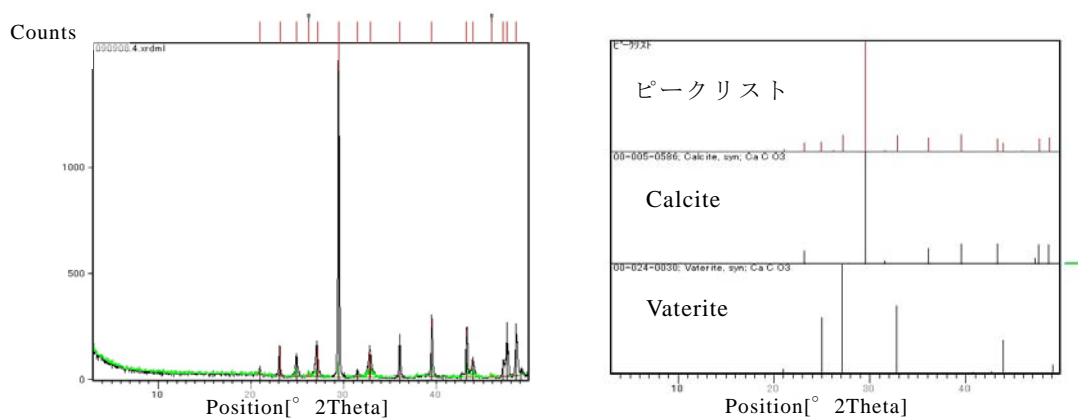 Counts
090908.4.xrdml
1000
500
0
10
20
30
40
Position[° 2Theta]
ピークリスト
ピークリスト
00-005-0586; Calcite, syn; Ca C O3
Calcite
00-024-0030; Vaterite, syn; Ca C O3
Vaterite
10
20
30
40
Position[° 2Theta]